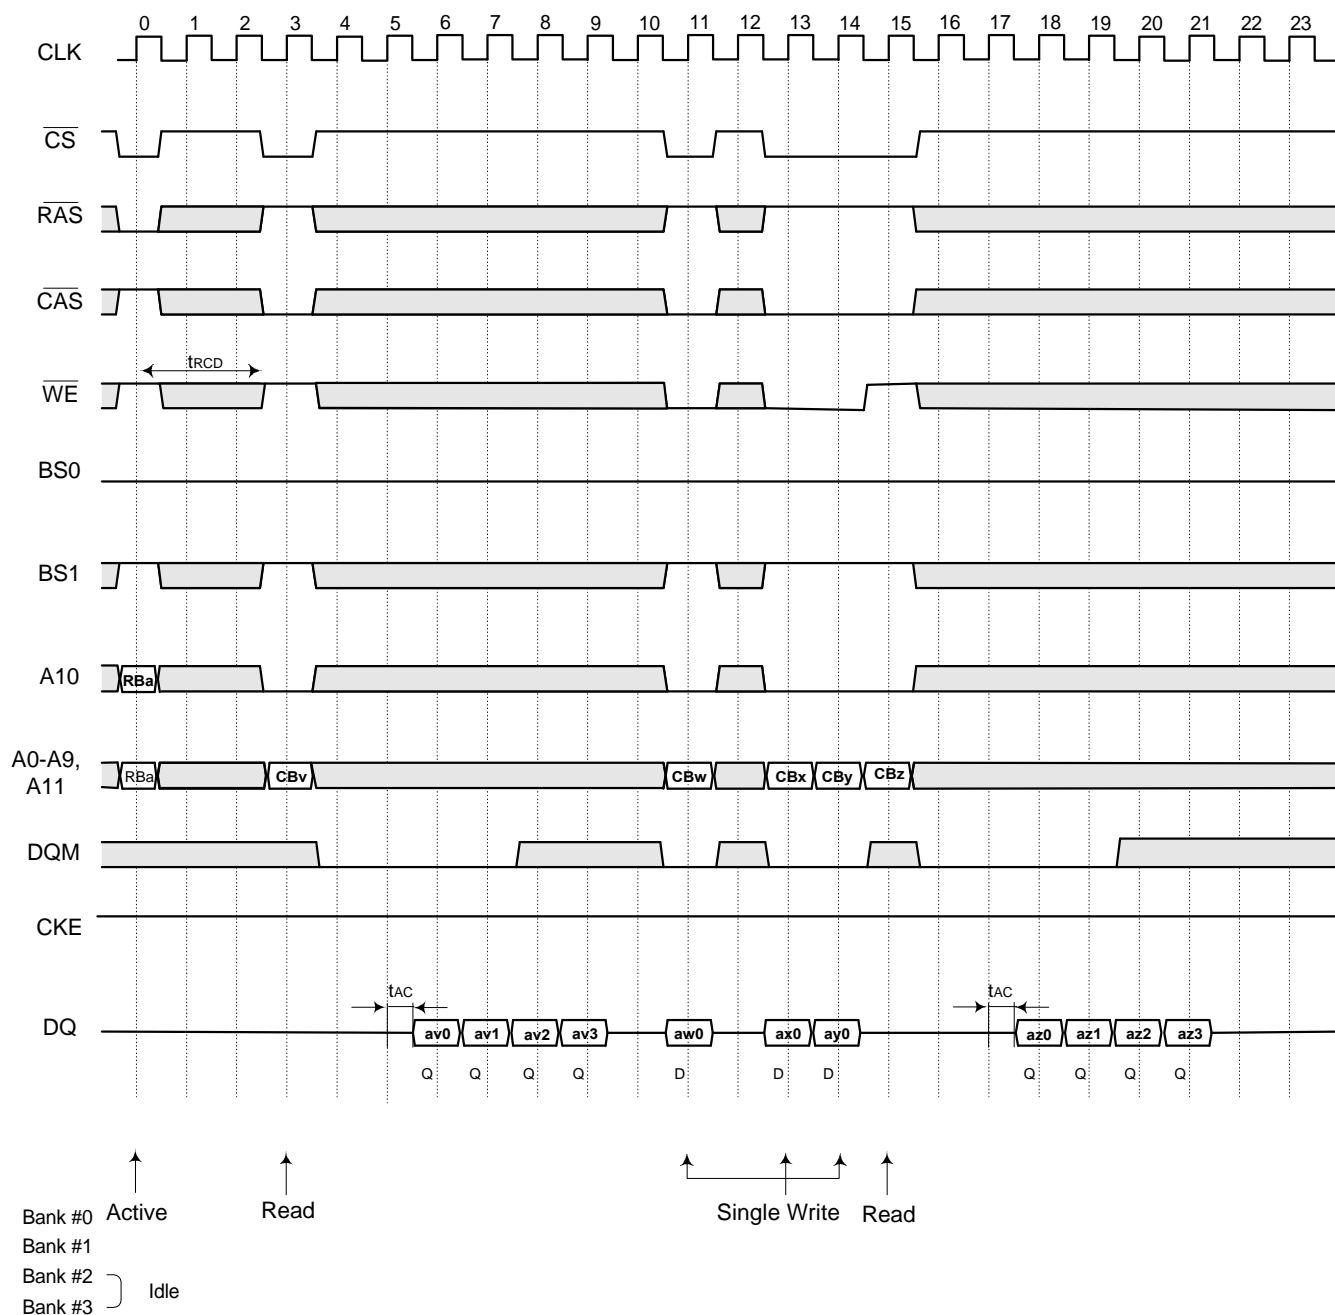 0 1 2 3 4 5 6 7 8 9 10 11 12 13 14 15 16 17 18 19 20 21 22 23
CLK
CS
RAS
CAS
tRCD
WE
BS0
BS1
A10 RBa
A0-A9,
A11
RBa CBv CBw CBx CBy CBz
DQM
CKE
tAC tAC
DQ
av0 av1 av2 av3 aw0 ax0 ay0 az0 az1 az2 az3
Q Q Q Q D D D Q Q Q Q
Active Read Single Write Read
Bank #0
Bank #1
Bank #2
Idle
Bank #3